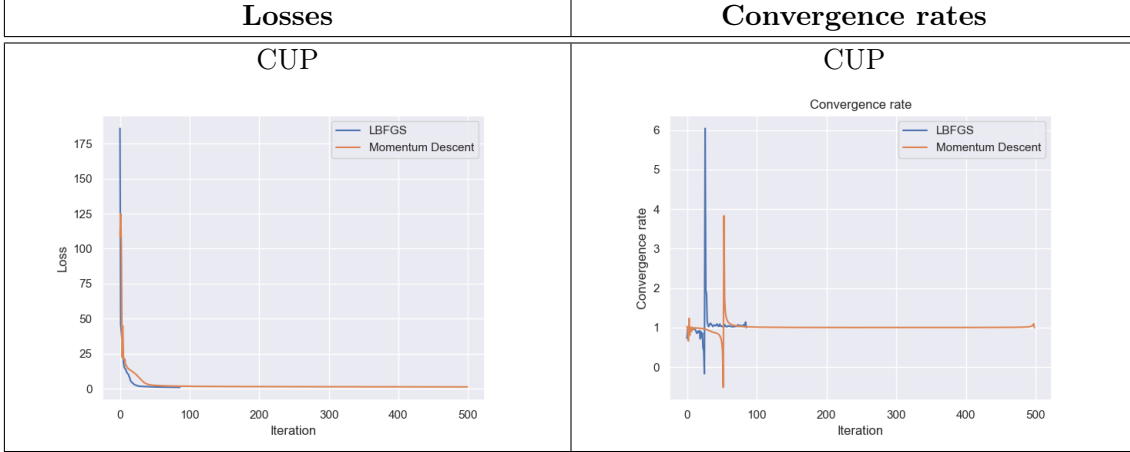 Losses
Convergence rates
CUP
CUP
LBFGS
Momentum Descent
175
150
125
100
75
50
25
0
Loss
0
100
200
300
400
500
Iteration
Convergence rate
LBFGS
Momentum Descent
6
5
4
3
2
1
0
Convergence rate
0
100
200
300
400
500
Iteration